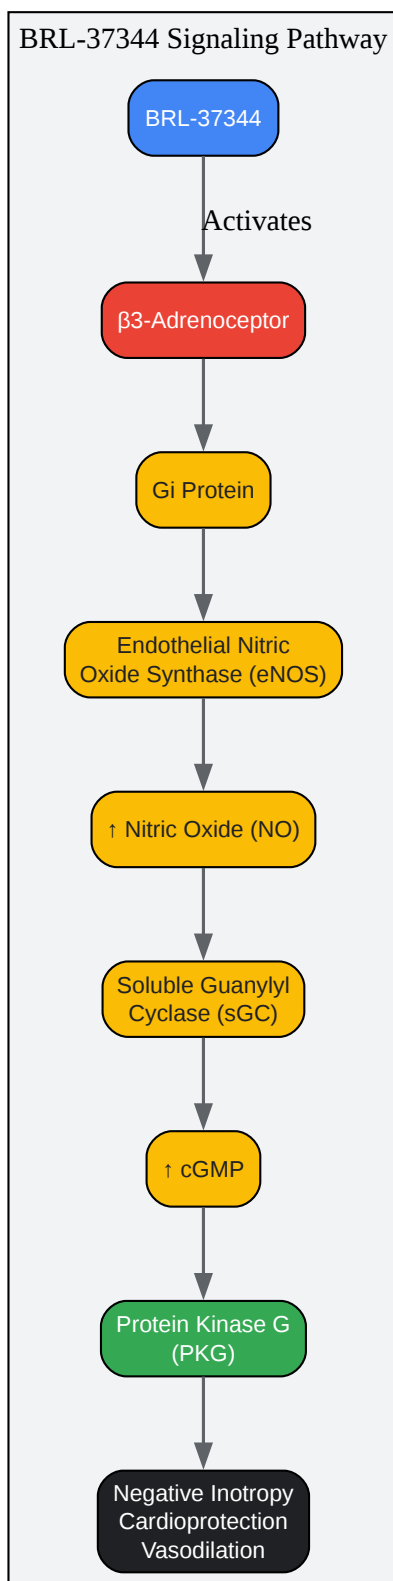 BRL-37344 Signaling Pathway
BRL-37344
Activates
β3-Adrenoceptor
Gi Protein
Endothelial Nitric
Oxide Synthase (eNOS)
↑ Nitric Oxide (NO)
Soluble Guanylyl
Cyclase (sGC)
↑ cGMP
Protein Kinase G
(PKG)
Negative Inotropy
Cardioprotection
Vasodilation